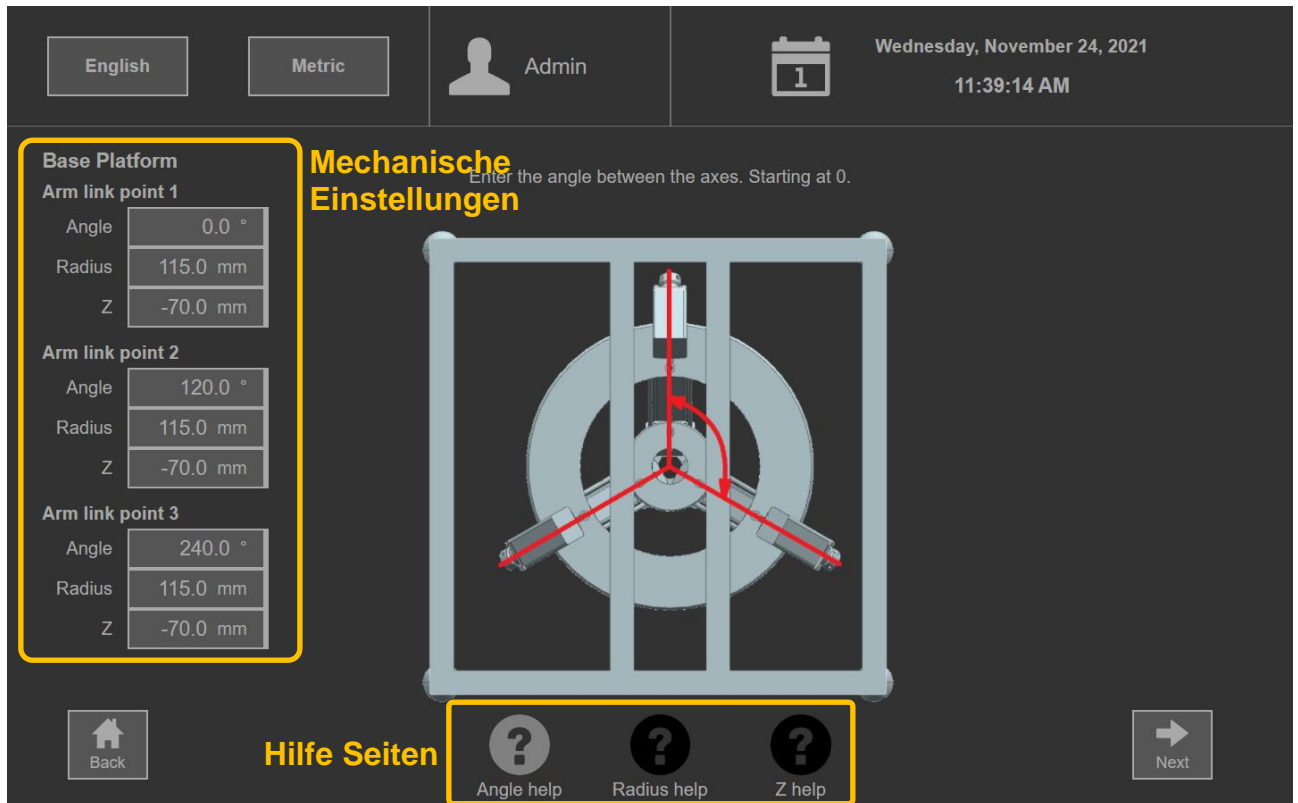 English
Metric
Admin
1
Wednesday, November 24, 2021
11:39:14 AM
Base Platform
Arm link point 1
Angle 0.0 °
Radius 115.0 mm
Z -70.0 mm
Arm link point 2
Angle 120.0 °
Radius 115.0 mm
Z -70.0 mm
Arm link point 3
Angle 240.0 °
Radius 115.0 mm
Z -70.0 mm
Mechanische
Einstellungen
Enter the angle between the axes. Starting at 0.
Back
Hilfe Seiten
?
?
?
Angle help
Radius help
Z help
Next